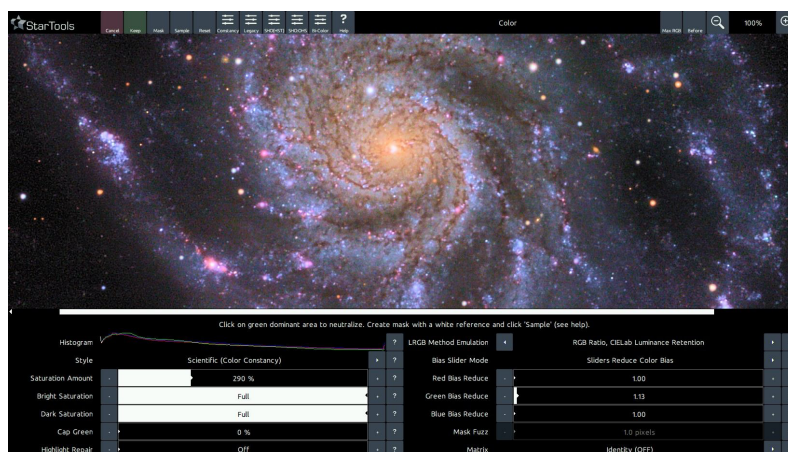 StarTools
Cancel Keep Mask Sample Reset Constancy Legacy SHO(HST) SHO:OHS Bi-Color Help
Color
Max RGB Before 100%
Click on green dominant area to neutralize. Create mask with a white reference and click 'Sample' (see help).
Histogram ? LRGB Method Emulation RGB Ratio, CIELab Luminance Retention
Style Scientific (Color Constancy) ? Bias Slider Mode Sliders Reduce Color Bias
Saturation Amount - 290 % + ? Red Bias Reduce - 1.00
Bright Saturation - Full + ? Green Bias Reduce - 1.13
Dark Saturation - Full + ? Blue Bias Reduce - 1.00
Cap Green - 0 % + ? Mask Fuzz - 1.0 pixels
Highlight Repair - Off + ? Matrix Identity (OFF)